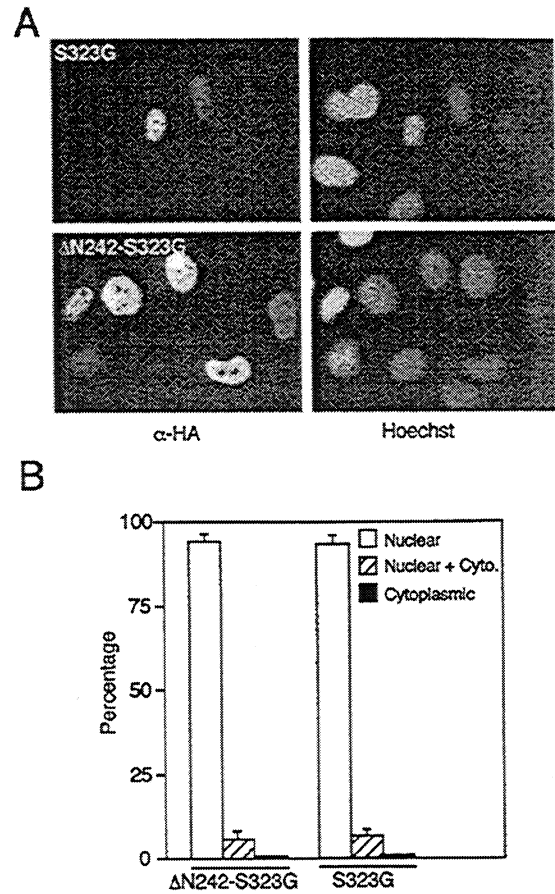 A
S323G
ΔN242-S323G
α-HA
Hoechst
B
100
75
50
25
0
Percentage
Nuclear
Nuclear + Cyto.
Cytoplasmic
ΔN242-S323G
S323G